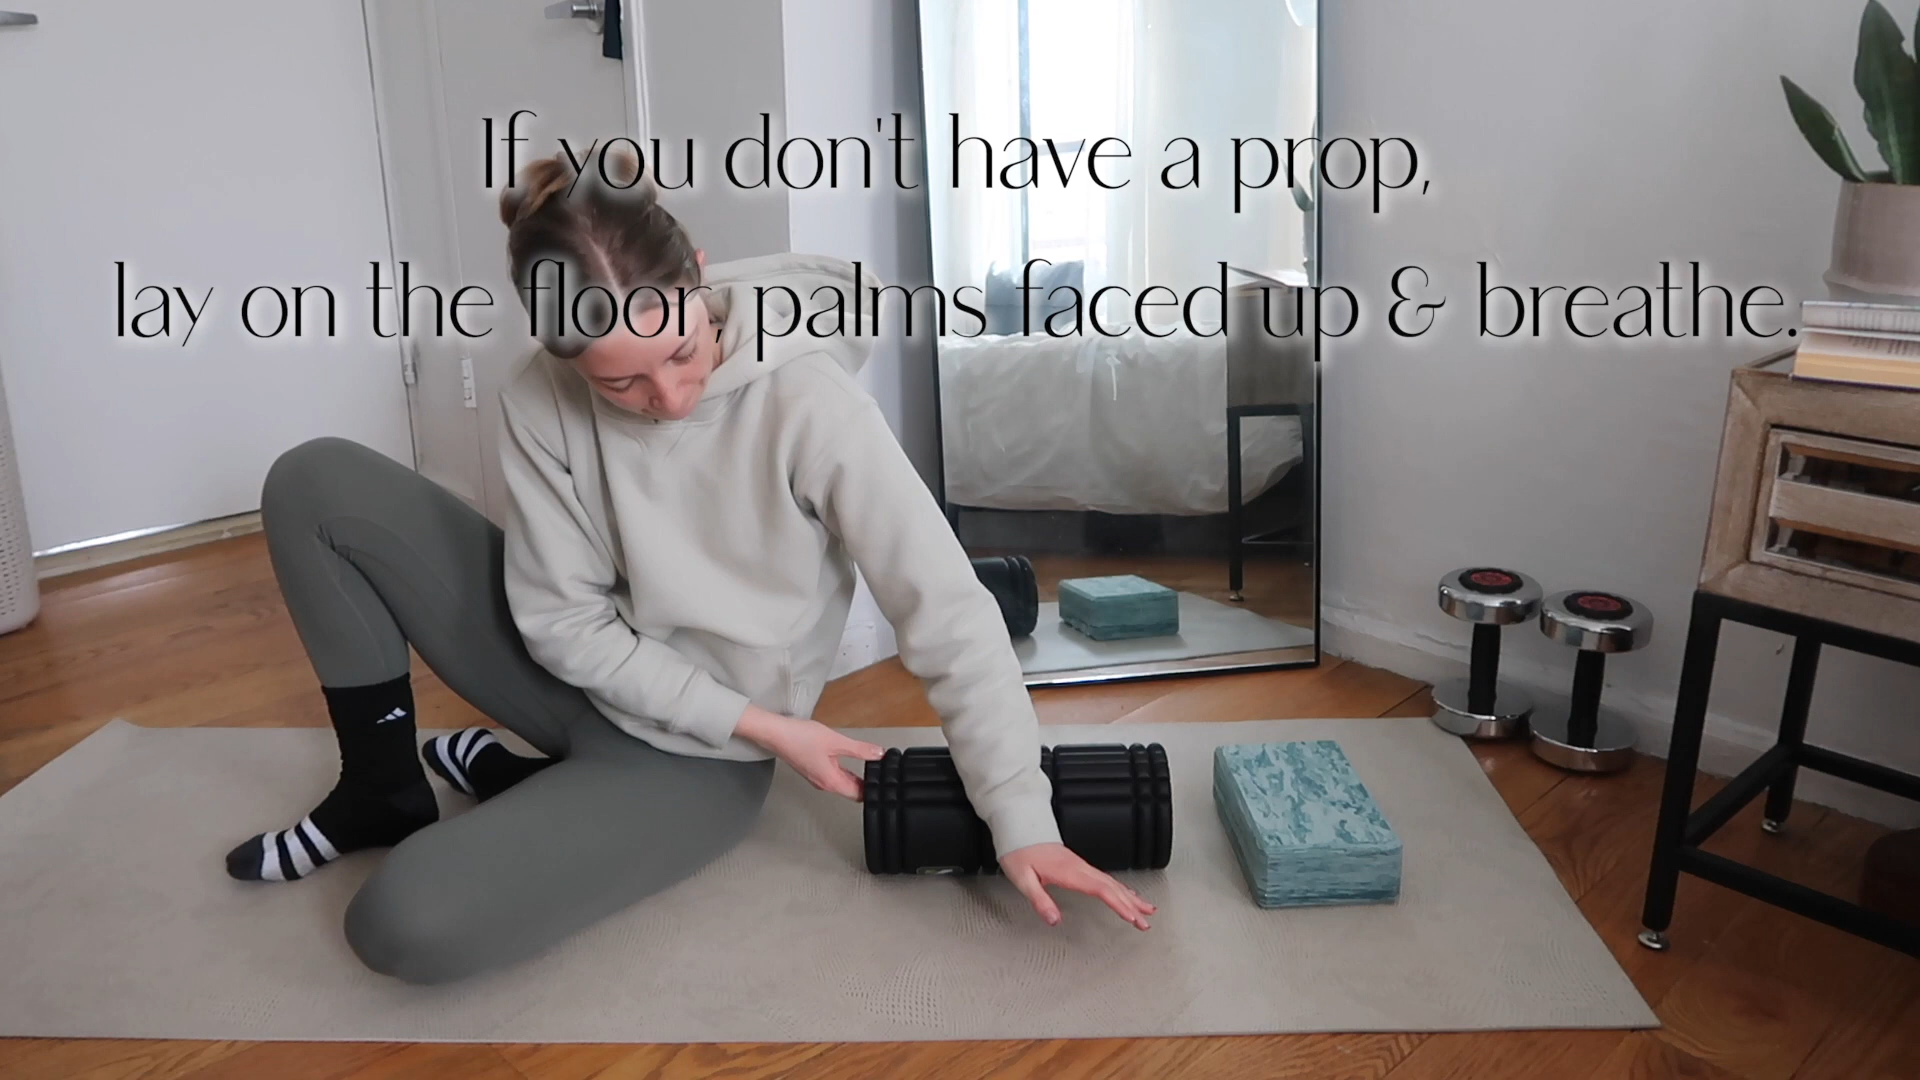 If you don't have a prop,
lay on the floor, palms faced up & breathe.